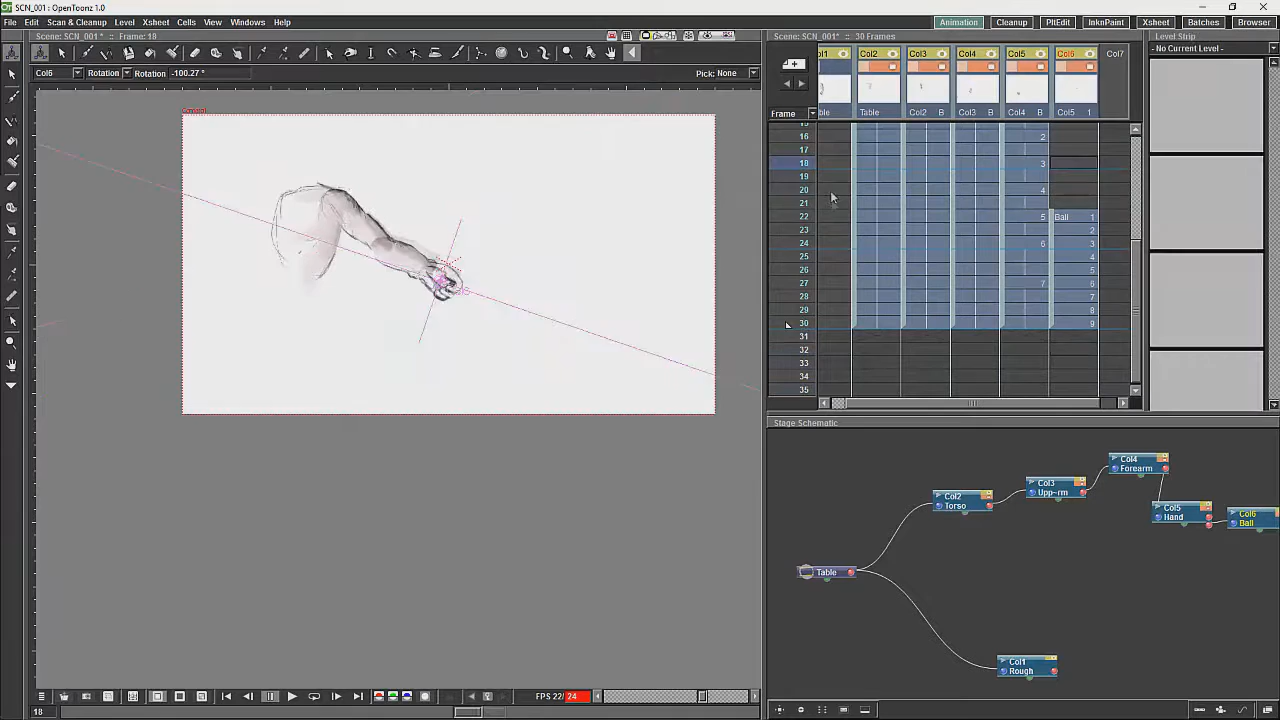 SCN_001 : OpenToonz 1.0
File Edit Scan & Cleanup Level Xsheet Cells View Windows Help
Animation Cleanup PltEdit InknPaint Xsheet Batches Browser
Scene: SCN_001* :: Frame: 18
Scene: SCN_001* :: 30 Frames
Level Strip
Col6 Rotation Rotation -100.27 ° Pick: None
- No Current Level -
Col2 Col3 Col4 Col5 Col6 Col7
Table Col2 B Col3 B Col4 B Col5 1
Frame
16 2
17
18 3
19
20 4
21
22 5 Ball 1
23 2
24 6 3
25 4
26 5
27 7 6
28 7
29 8
30 9
31
32
33
34
35
Stage Schematic
Col4
Forearm
Col3
Upp-rm
Col2
Torso
Col5
Hand
Col6
Ball
Table
Col1
Rough
FPS 22/ 24
18